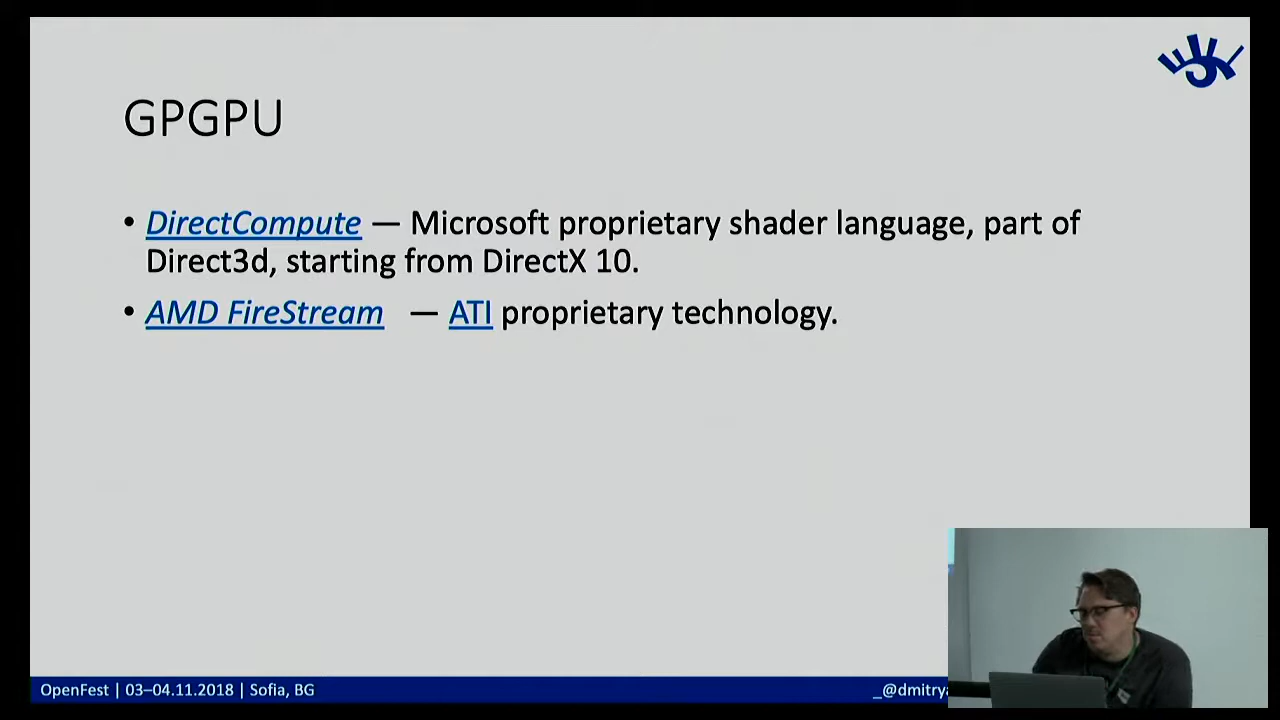 GPGPU
• DirectCompute — Microsoft proprietary shader language, part of
Direct3d, starting from DirectX 10.
• AMD FireStream — ATI proprietary technology.
OpenFest | 03–04.11.2018 | Sofia, BG
_@dmitrya